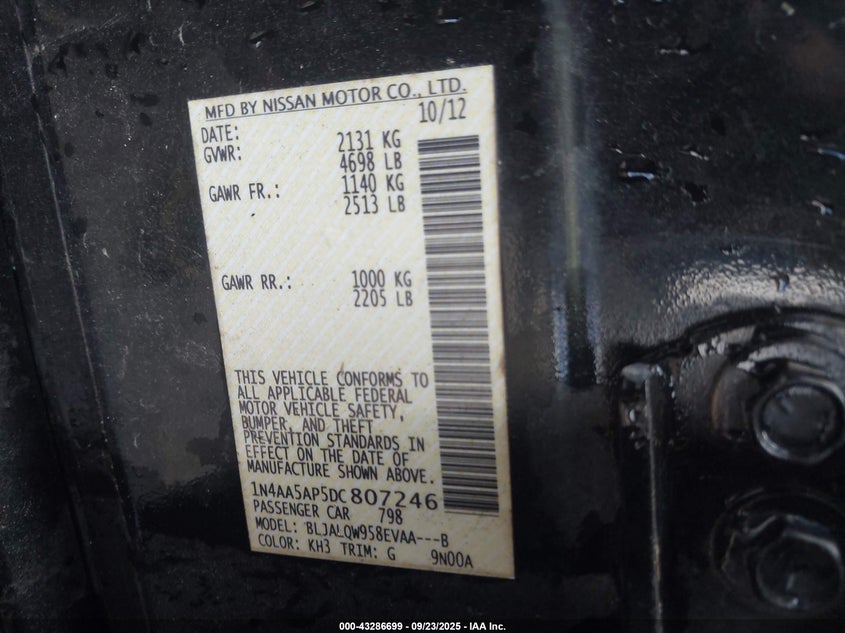 MFD BY NISSAN MOTOR CO., LTD.
DATE: 10/12
GVWR: 2131 KG
4698 LB
GAWR FR.: 1140 KG
2513 LB
GAWR RR.: 1000 KG
2205 LB
THIS VEHICLE CONFORMS TO
ALL APPLICABLE FEDERAL
MOTOR VEHICLE SAFETY,
BUMPER, AND THEFT
PREVENTION STANDARDS IN
EFFECT ON THE DATE OF
MANUFACTURE SHOWN ABOVE.
1N4AA5AP5DC807246
PASSENGER CAR 798
MODEL: BLJALQW958EVAA---B
COLOR: KH3 TRIM: G 9N00A
000-43286699 - 09/23/2025 - IAA Inc.